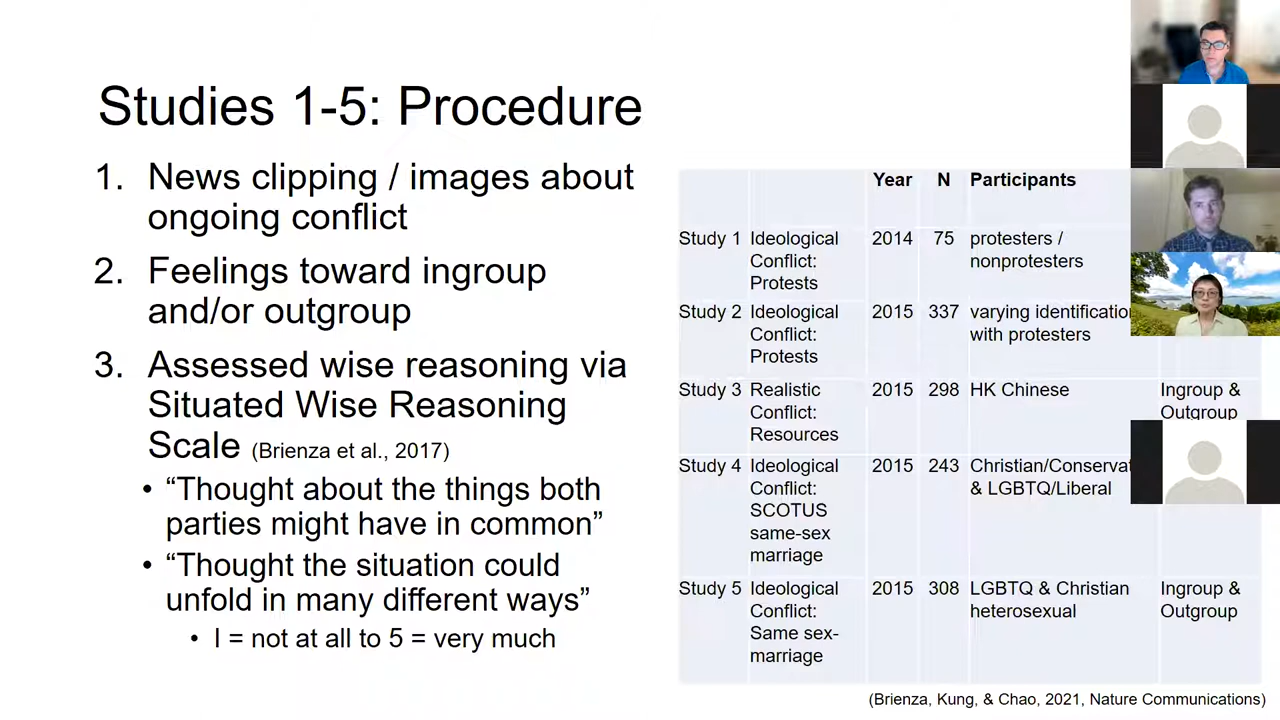 Studies 1-5: Procedure
1. News clipping / images about
ongoing conflict
2. Feelings toward ingroup
and/or outgroup
3. Assessed wise reasoning via
Situated Wise Reasoning
Scale (Brienza et al., 2017)
• “Thought about the things both
parties might have in common”
• “Thought the situation could
unfold in many different ways”
• I = not at all to 5 = very much
Year N Participants
Study 1 Ideological 2014 75 protesters /
Conflict: nonprotesters
Protests
Study 2 Ideological 2015 337 varying identification
Conflict: with protesters
Protests
Study 3 Realistic 2015 298 HK Chinese Ingroup &
Conflict: Outgroup
Resources
Study 4 Ideological 2015 243 Christian/Conservat
Conflict: & LGBTQ/Liberal
SCOTUS
same-sex
marriage
Study 5 Ideological 2015 308 LGBTQ & Christian Ingroup &
Conflict: heterosexual Outgroup
Same sex-
marriage
(Brienza, Kung, & Chao, 2021, Nature Communications)